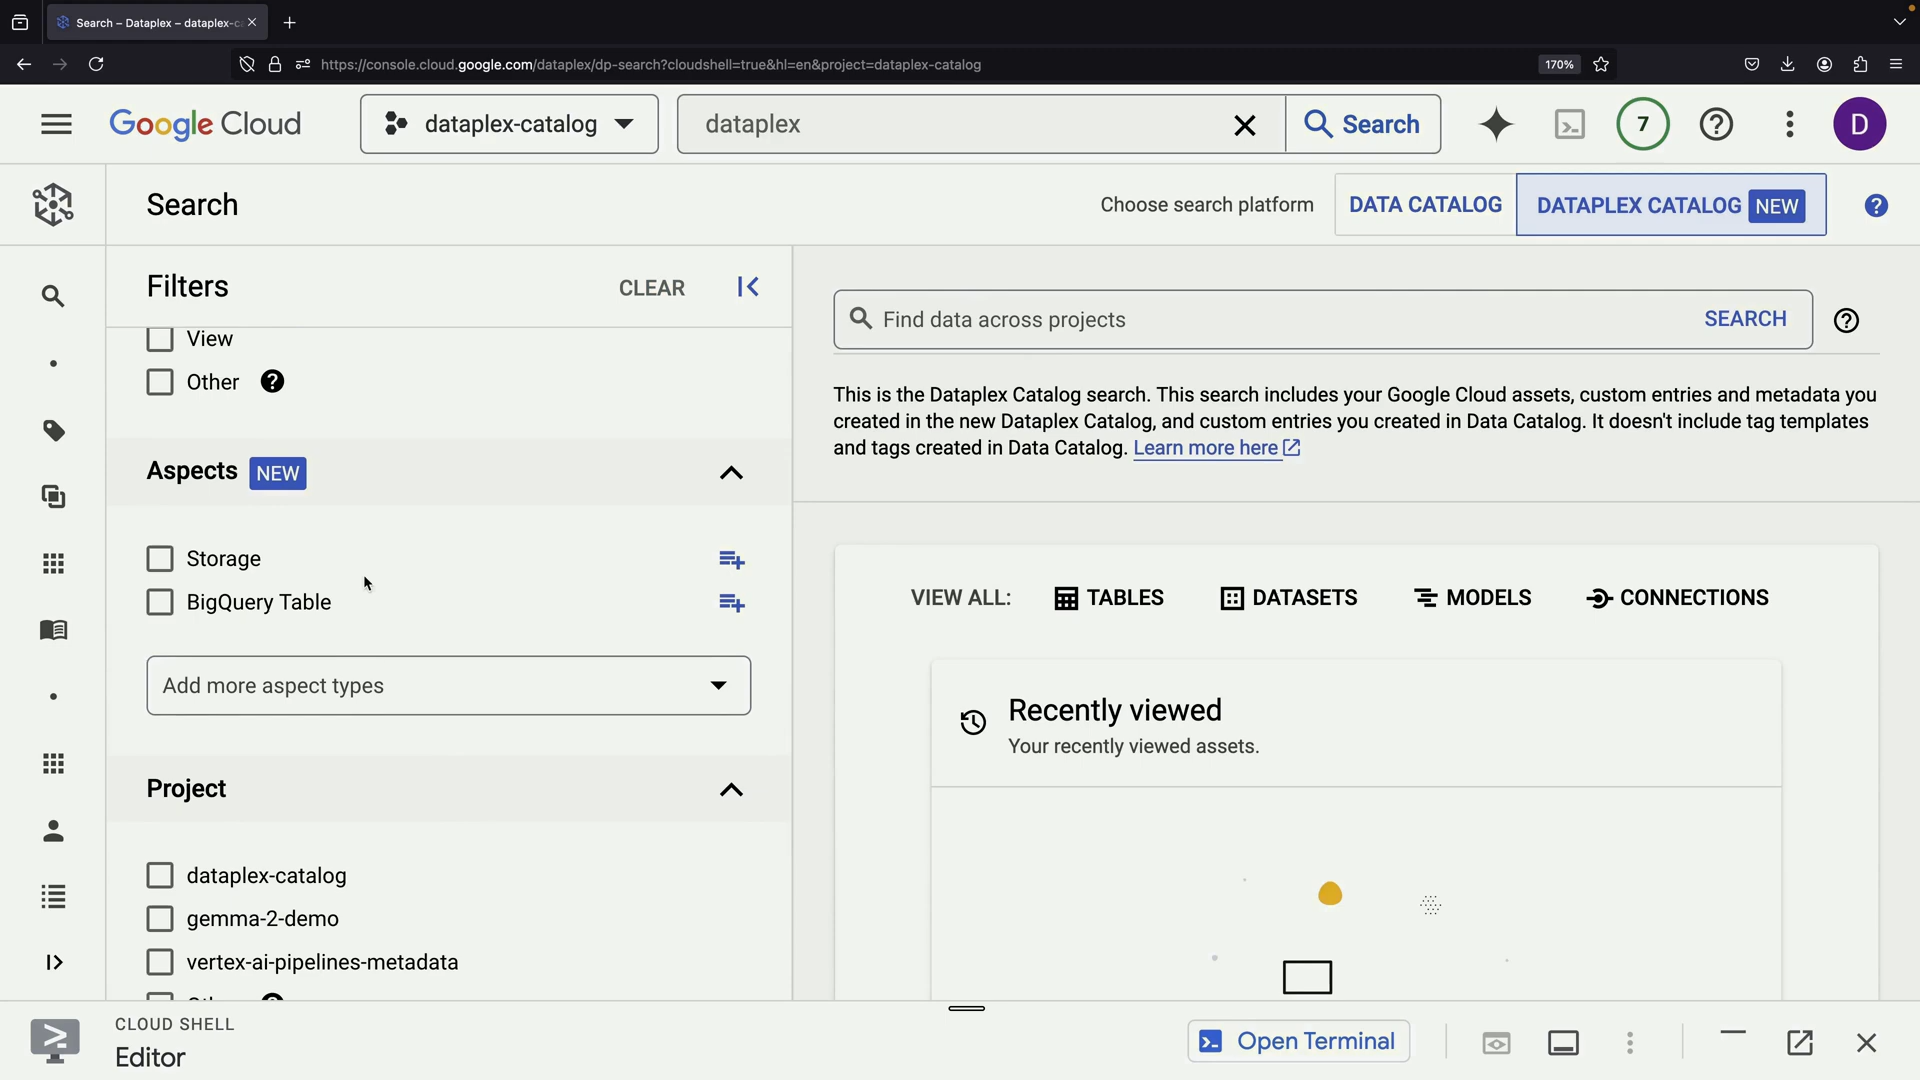 Search – Dataplex – dataplex-c
https://console.cloud.google.com/dataplex/dp-search?cloudshell=true&hl=en&project=dataplex-catalog
170%
Google Cloud
dataplex-catalog
dataplex
Search
7
D
Search
Choose search platform
DATA CATALOG
DATAPLEX CATALOG NEW
Filters
CLEAR
View
Other
Aspects NEW
Storage
BigQuery Table
Add more aspect types
Project
dataplex-catalog
gemma-2-demo
vertex-ai-pipelines-metadata
Find data across projects
SEARCH
This is the Dataplex Catalog search. This search includes your Google Cloud assets, custom entries and metadata you
created in the new Dataplex Catalog, and custom entries you created in Data Catalog. It doesn't include tag templates
and tags created in Data Catalog. Learn more here
VIEW ALL:
TABLES
DATASETS
MODELS
CONNECTIONS
Recently viewed
Your recently viewed assets.
CLOUD SHELL
Editor
Open Terminal